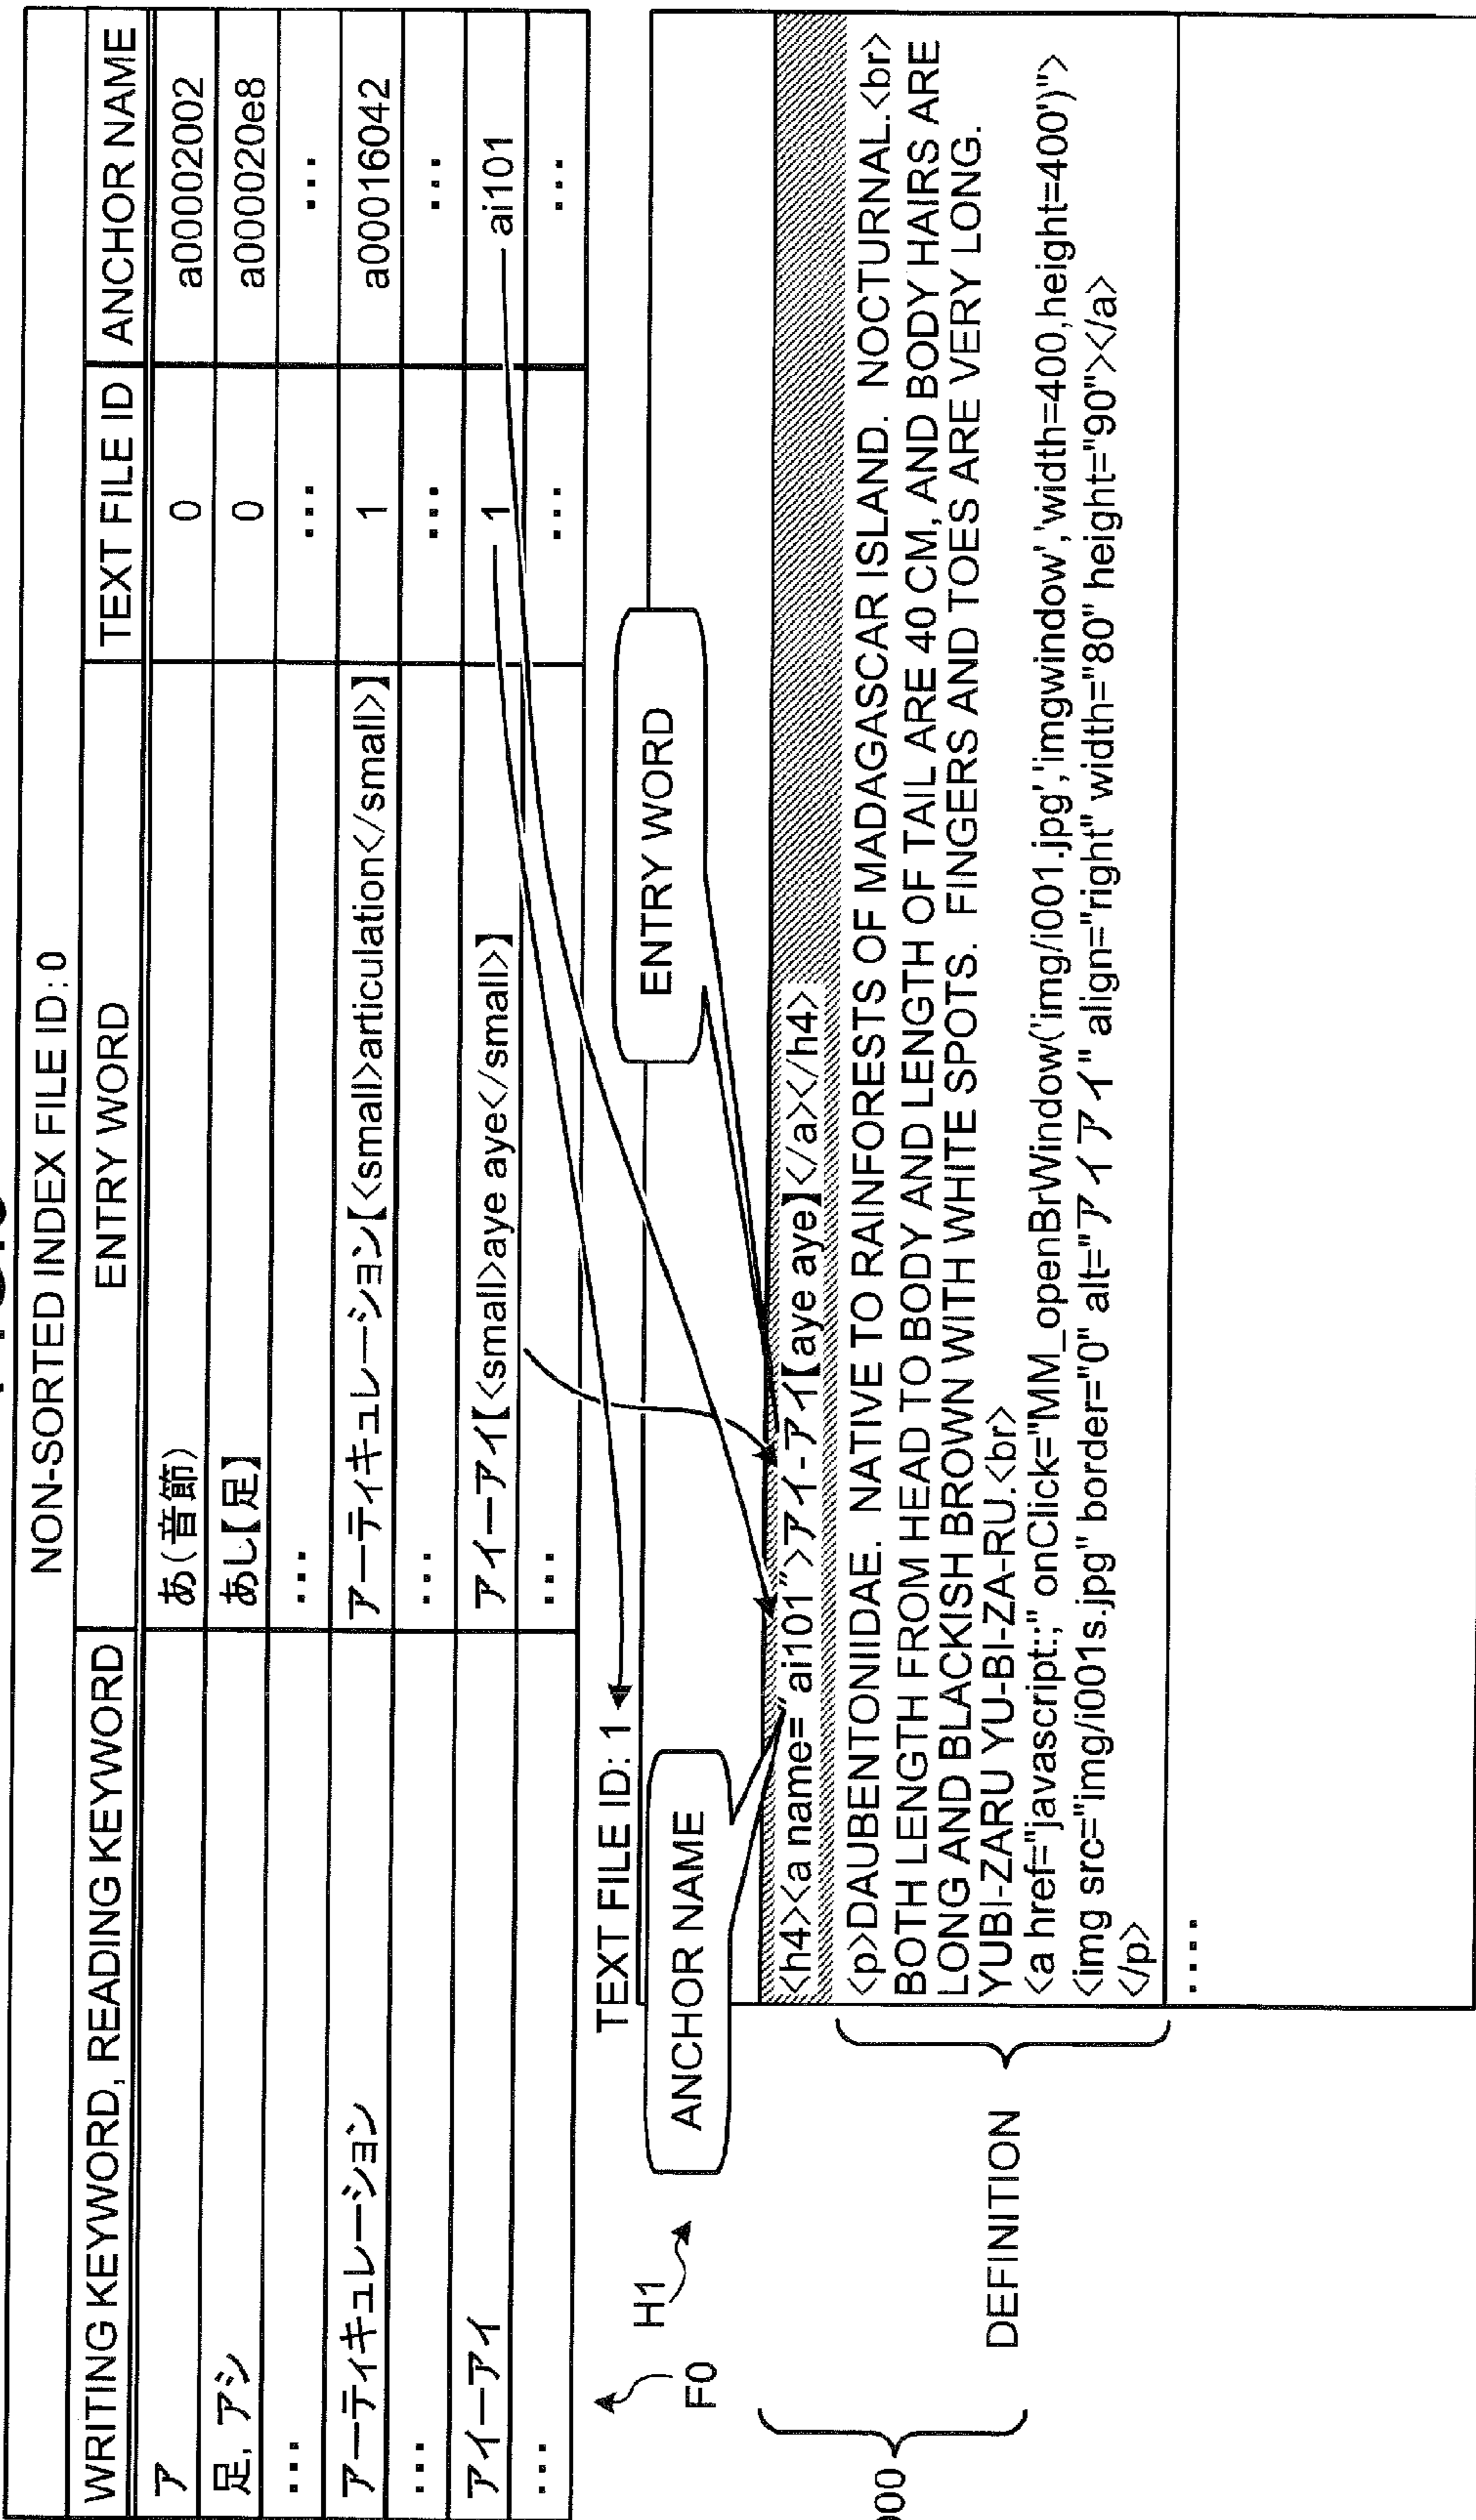 NON-SORTED INDEX FILE ID: 0
WRITING KEYWORD, READING KEYWORD ENTRY WORD TEXT FILE ID ANCHOR NAME
ア あ(音節) 0 a00002002
足, アシ あし【足】 0 a000020e8
... ... ... ...
アーティキュレーション アーティキュレーション【<small>articulation</small>】 1 a00016042
... ... ... ...
アイーアイ アイーアイ【<small>aye aye</small>】 1 ai101
... ... ... ...
F0
H1
TEXT FILE ID: 1
ANCHOR NAME
ENTRY WORD
<h4><a name="ai101">アイ-アイ【aye aye】</a></h4>
<p>DAUBENTONIIDAE. NATIVE TO RAINFORESTS OF MADAGASCAR ISLAND. NOCTURNAL.<br>
BOTH LENGTH FROM HEAD TO BODY AND LENGTH OF TAIL ARE 40 CM, AND BODY HAIRS ARE
LONG AND BLACKISH BROWN WITH WHITE SPOTS. FINGERS AND TOES ARE VERY LONG.
YUBI-ZARU YU-BI-ZA-RU.<br>
<a href="javascript:;" onClick="MM_openBrWindow('img/i001.jpg','imgwindow','width=400,height=400')">
<img src="img/i001s.jpg" border="0" alt="アイアイ" align="right" width="80" height="90"></a>
</p>
....
DEFINITION